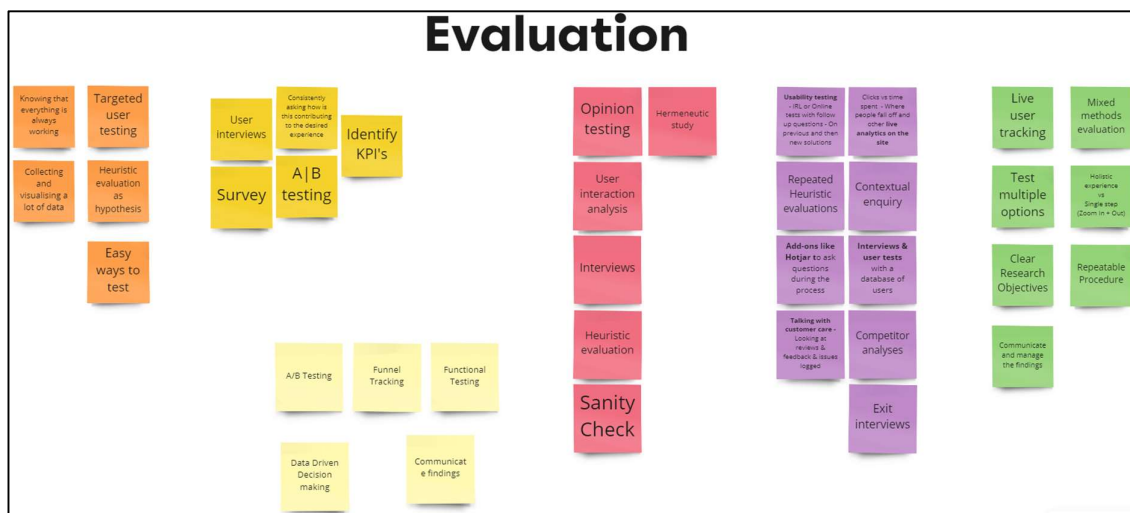 Evaluation
Knowing that
everything is
always
working
Targeted
user
testing
Collecting
and
visualising a
lot of data
Heuristic
evaluation
as
hypothesis
Easy
ways to
test
User
interviews
Consistently
asking how is
this contributing
to the desired
experience
Identify
KPI's
Survey
A|B
testing
A/B Testing
Funnel
Tracking
Functional
Testing
Data Driven
Decision
making
Communicat
e findings
Opinion
testing
Hermeneutic
study
User
interaction
analysis
Interviews
Heuristic
evaluation
Sanity
Check
Usability testing
- IRL or Online
tests with follow
up questions - On
previous and then
new solutions
Clicks vs time
spent - Where
people fall off and
other live
analytics on the
site
Repeated
Heuristic
evaluations
Contextual
enquiry
Add-ons like
Hotjar to ask
questions
during the
process
Interviews &
user tests
with a
database of
users
Talking with
customer care -
Looking at
reviews &
feedback & issues
logged
Competitor
analyses
Exit
interviews
Live
user
tracking
Mixed
methods
evaluation
Test
multiple
options
Holistic
experience
vs
Single step
(Zoom In + Out)
Clear
Research
Objectives
Repeatable
Procedure
Communicate
and manage
the findings